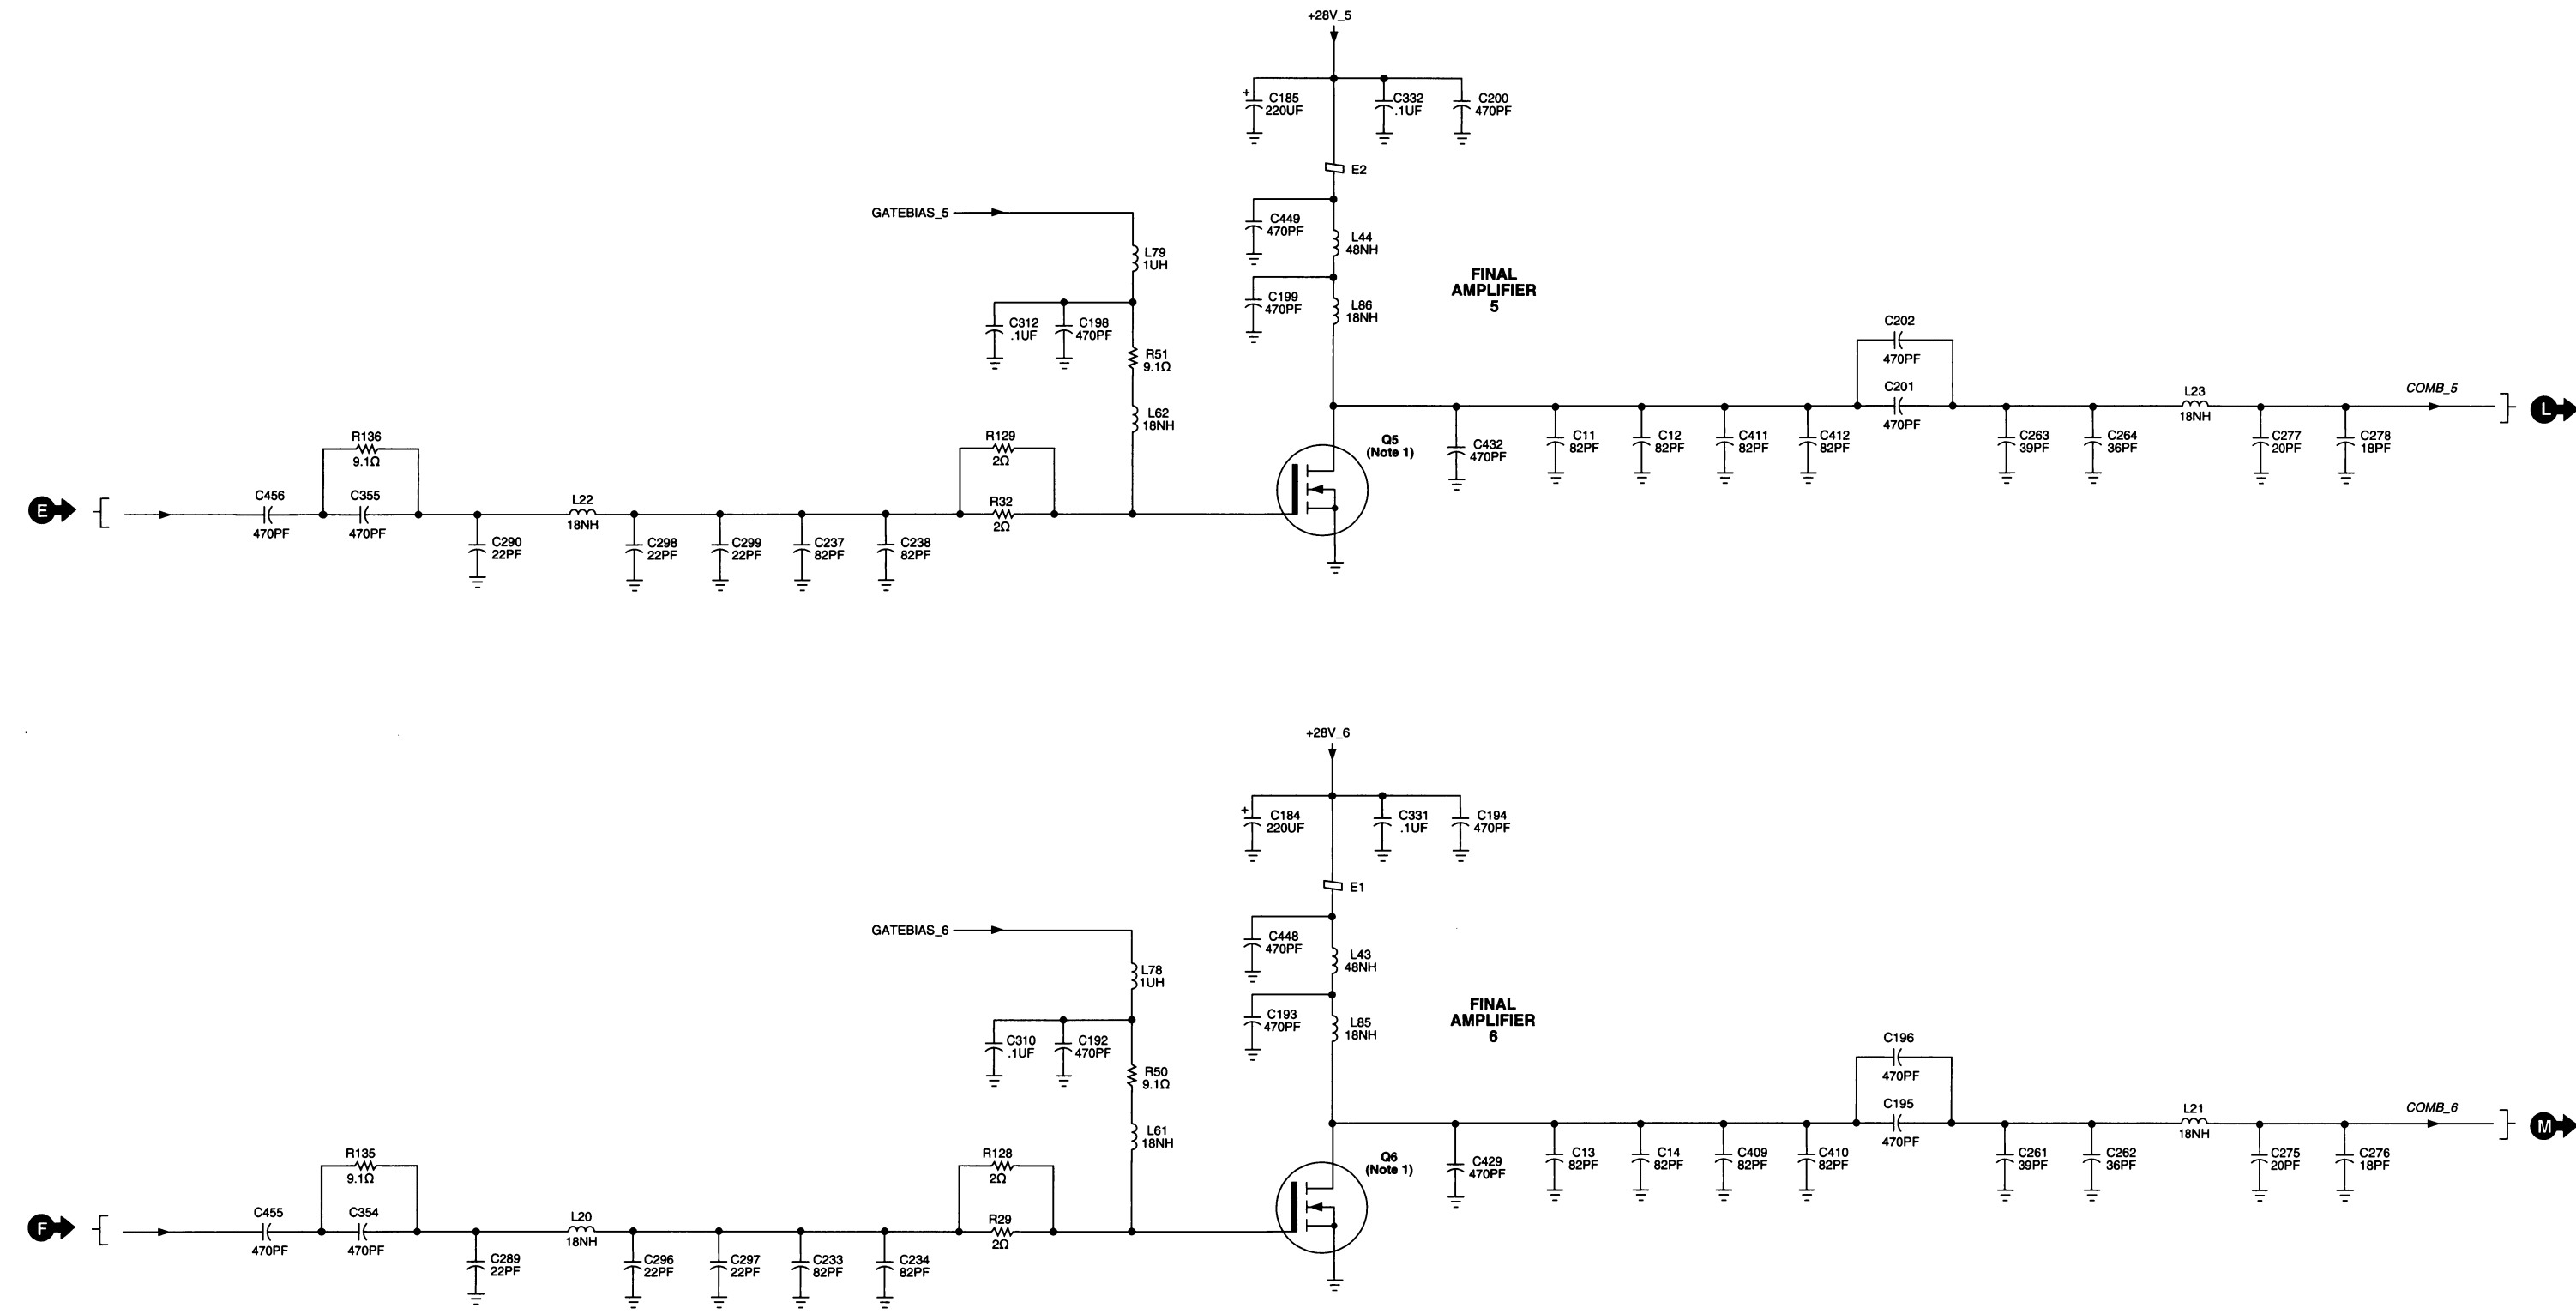 +28V_5
+
C185
220UF
C332
.1UF
C200
470PF
E2
GATEBIAS_5
C449
470PF
L44
48NH
L79
1UH
FINAL
AMPLIFIER
5
C199
470PF
L86
18NH
C312
.1UF
C198
470PF
R51
9.1Ω
C202
470PF
C201
470PF
L23
18NH
COMB_5
L
L62
18NH
R136
9.1Ω
R129
2Ω
Q5
(Note 1)
C432
470PF
C11
82PF
C12
82PF
C411
82PF
C412
82PF
C263
39PF
C264
36PF
C277
20PF
C278
18PF
E
C456
470PF
C355
470PF
L22
18NH
R32
2Ω
C290
22PF
C298
22PF
C299
22PF
C237
82PF
C238
82PF
+28V_6
+
C184
220UF
C331
.1UF
C194
470PF
E1
GATEBIAS_6
C448
470PF
L43
48NH
L78
1UH
FINAL
AMPLIFIER
6
C193
470PF
L85
18NH
C310
.1UF
C192
470PF
R50
9.1Ω
C196
470PF
C195
470PF
L21
18NH
COMB_6
M
L61
18NH
R135
9.1Ω
R128
2Ω
Q6
(Note 1)
C429
470PF
C13
82PF
C14
82PF
C409
82PF
C410
82PF
C261
39PF
C262
36PF
C275
20PF
C276
18PF
F
C455
470PF
C354
470PF
L20
18NH
R29
2Ω
C289
22PF
C296
22PF
C297
22PF
C233
82PF
C234
82PF